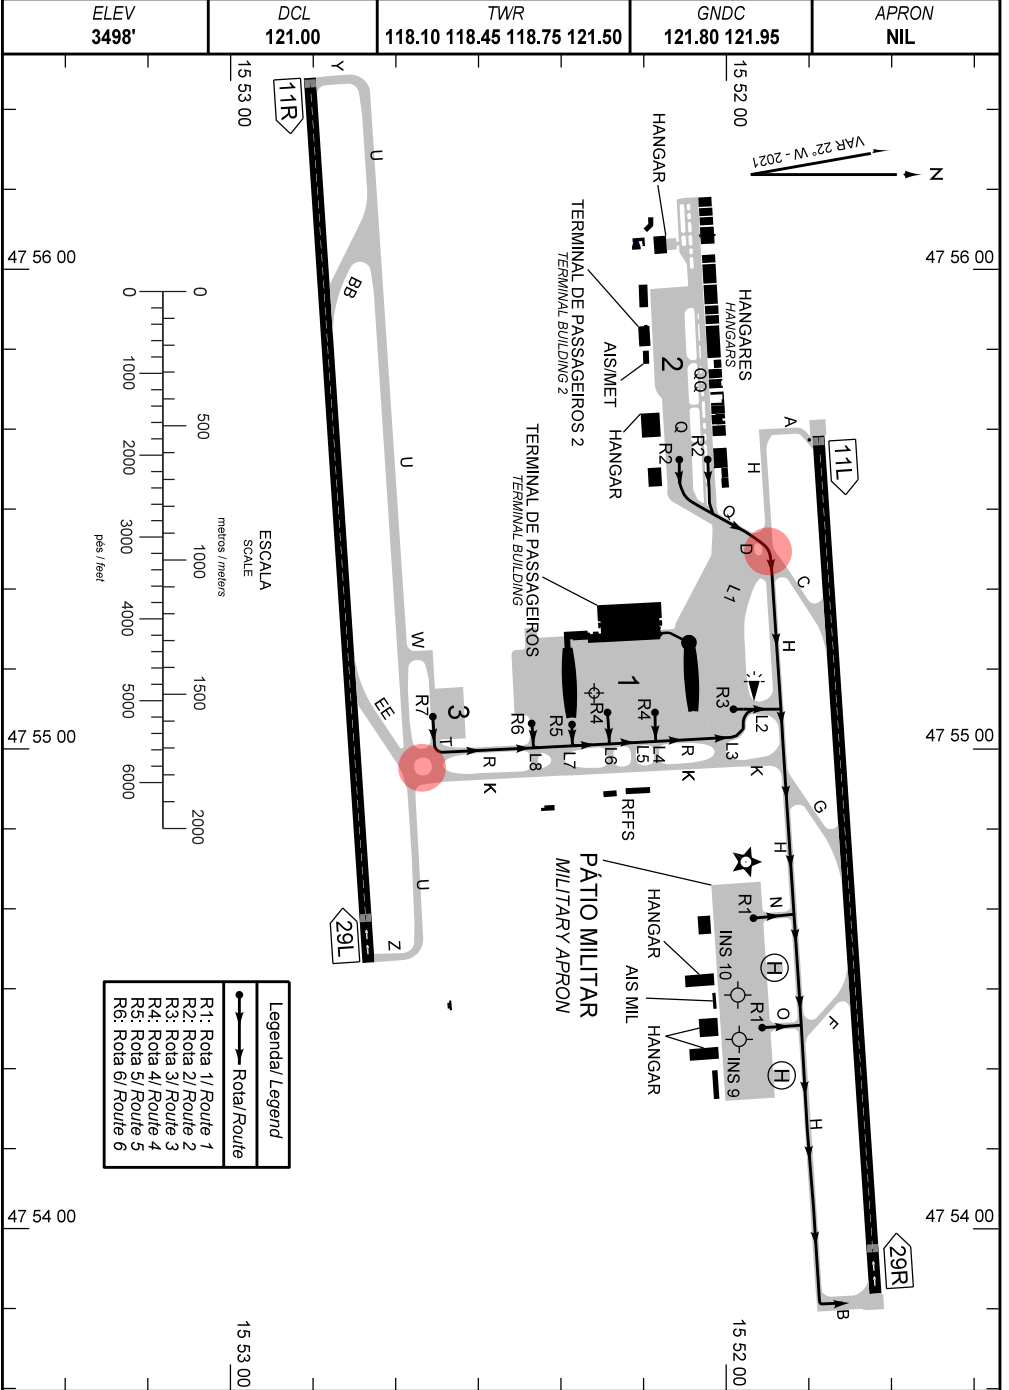 ELEV
3498'
DCL
121.00
TWR
118.10 118.45 118.75 121.50
GNDC
121.80 121.95
APRON
NIL
15 53 00
15 52 00
Y
11R
U
BB
47 56 00
47 56 00
VAR 22° W - 2021
N
HANGAR
TERMINAL DE PASSAGEIROS 2
TERMINAL BUILDING 2
AIS/MET
HANGAR
HANGARES
HANGARS
2
QQ
Q
R2
R2
Q
D
A
H
11L
C
L1
H
TERMINAL DE PASSAGEIROS
TERMINAL BUILDING
1
U
W
EE
R7
3
T
R
K
R6
R5
R4
R4
R3
L8
L7
L6
L5
L4
L3
L2
R
K
K
G
H
47 55 00
47 55 00
0
500
1000
1500
2000
metros / meters
0
1000
2000
3000
4000
5000
6000
pés / feet
ESCALA
SCALE
RFFS
PÁTIO MILITAR
MILITARY APRON
HANGAR
AIS MIL
HANGAR
R1
N
INS 10
H
R1
O
INS 9
H
F
H
U
Z
29L
29R
B
Legenda/ Legend
Rota/Route
R1: Rota 1/ Route 1
R2: Rota 2/ Route 2
R3: Rota 3/ Route 3
R4: Rota 4/ Route 4
R5: Rota 5/ Route 5
R6: Rota 6/ Route 6
47 54 00
47 54 00
15 53 00
15 52 00